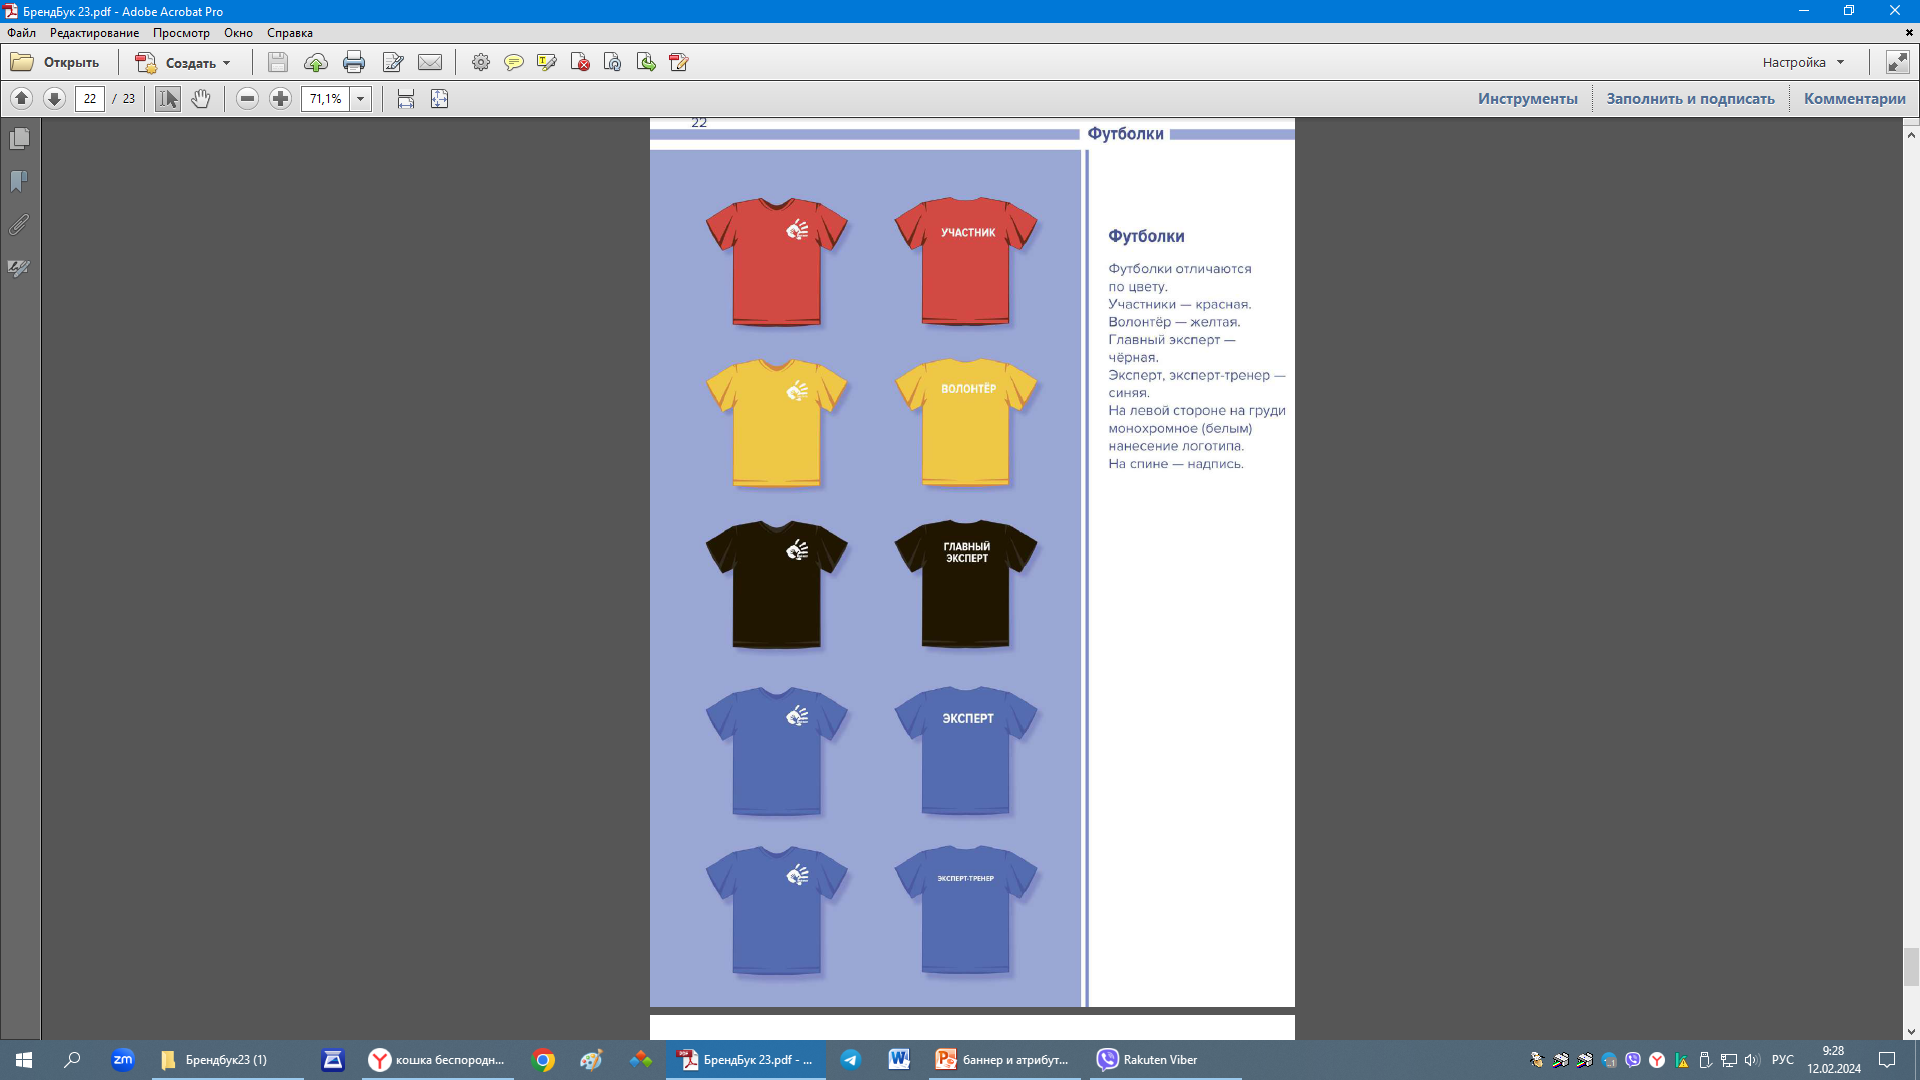 БрендБук 23.pdf - Adobe Acrobat Pro
Файл Редактирование Просмотр Окно Справка
Открыть Создать Настройка
22 / 23 71,1% Инструменты Заполнить и подписать Комментарии
22
Футболки
УЧАСТНИК
ВОЛОНТЁР
ГЛАВНЫЙ
ЭКСПЕРТ
ЭКСПЕРТ
ЭКСПЕРТ-ТРЕНЕР
Футболки
Футболки отличаются
по цвету.
Участники — красная.
Волонтёр — желтая.
Главный эксперт —
чёрная.
Эксперт, эксперт-тренер —
синяя.
На левой стороне на груди
монохромное (белым)
нанесение логотипа.
На спине — надпись.
zm Брендбук23 (1) кошка беспородн... БрендБук 23.pdf - ... баннер и атрибут... Rakuten Viber РУС
9:28
12.02.2024